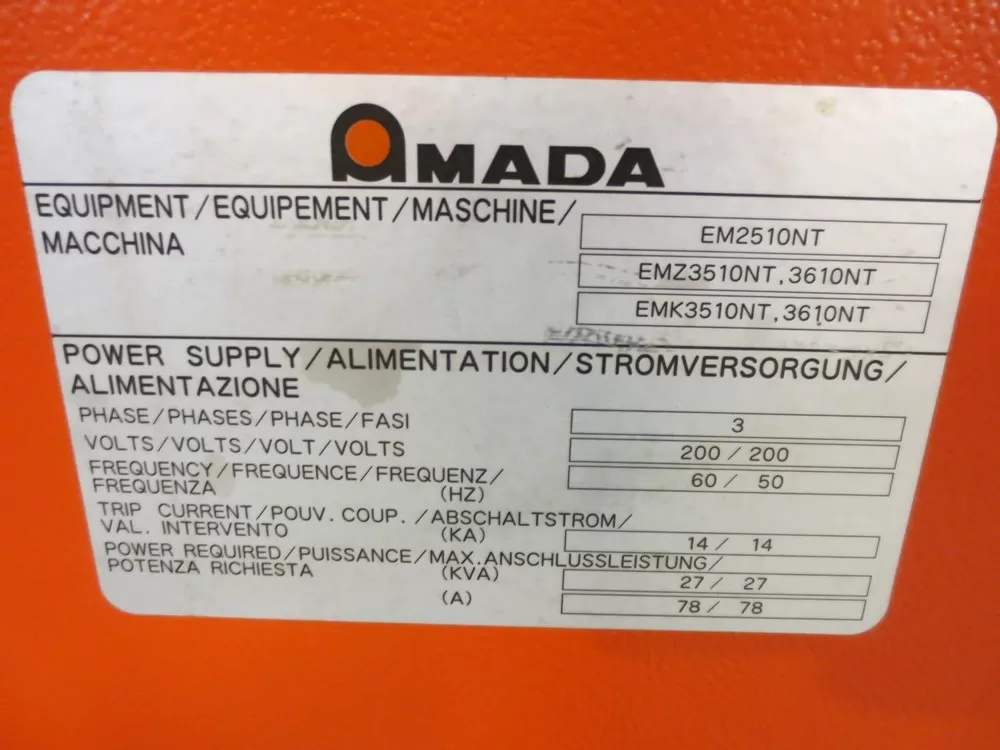 AMADA
EQUIPMENT/EQUIPEMENT/MASCHINE/
MACCHINA
EM2510NT
EMZ3510NT,3610NT
EMK3510NT,3610NT
POWER SUPPLY/ALIMENTATION/STROMVERSORGUNG/
ALIMENTAZIONE
PHASE/PHASES/PHASE/FASI 3
VOLTS/VOLTS/VOLT/VOLTS 200/200
FREQUENCY/FREQUENCE/FREQUENZ/
FREQUENZA (HZ) 60/ 50
TRIP CURRENT/POUV.COUP./ABSCHALTSTROM/
VAL. INTERVENTO (KA) 14/ 14
POWER REQUIRED/PUISSANCE/MAX.ANSCHLUSSLEISTUNG/
POTENZA RICHIESTA (KVA) 27/ 27
(A) 78/ 78